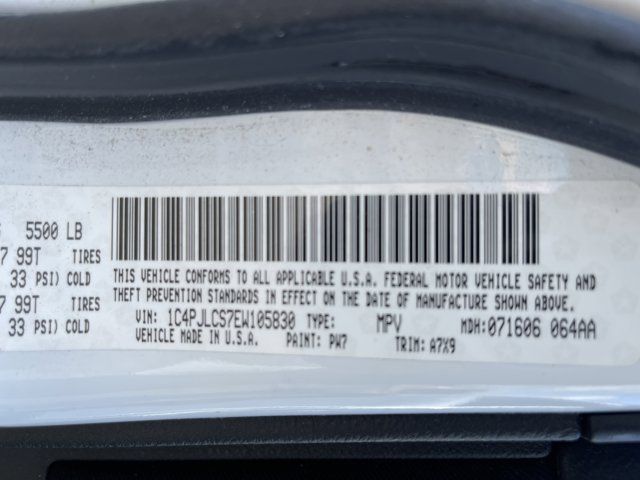 5500 LB
99T TIRES
33 PSI) COLD
99T TIRES
33 PSI) COLD
THIS VEHICLE CONFORMS TO ALL APPLICABLE U.S.A. FEDERAL MOTOR VEHICLE SAFETY AND
THEFT PREVENTION STANDARDS IN EFFECT ON THE DATE OF MANUFACTURE SHOWN ABOVE.
VIN: 1C4PJLCS7EW105830 TYPE: MPV MDH:071606 064AA
VEHICLE MADE IN U.S.A. PAINT: PW7 TRIM: A7X9